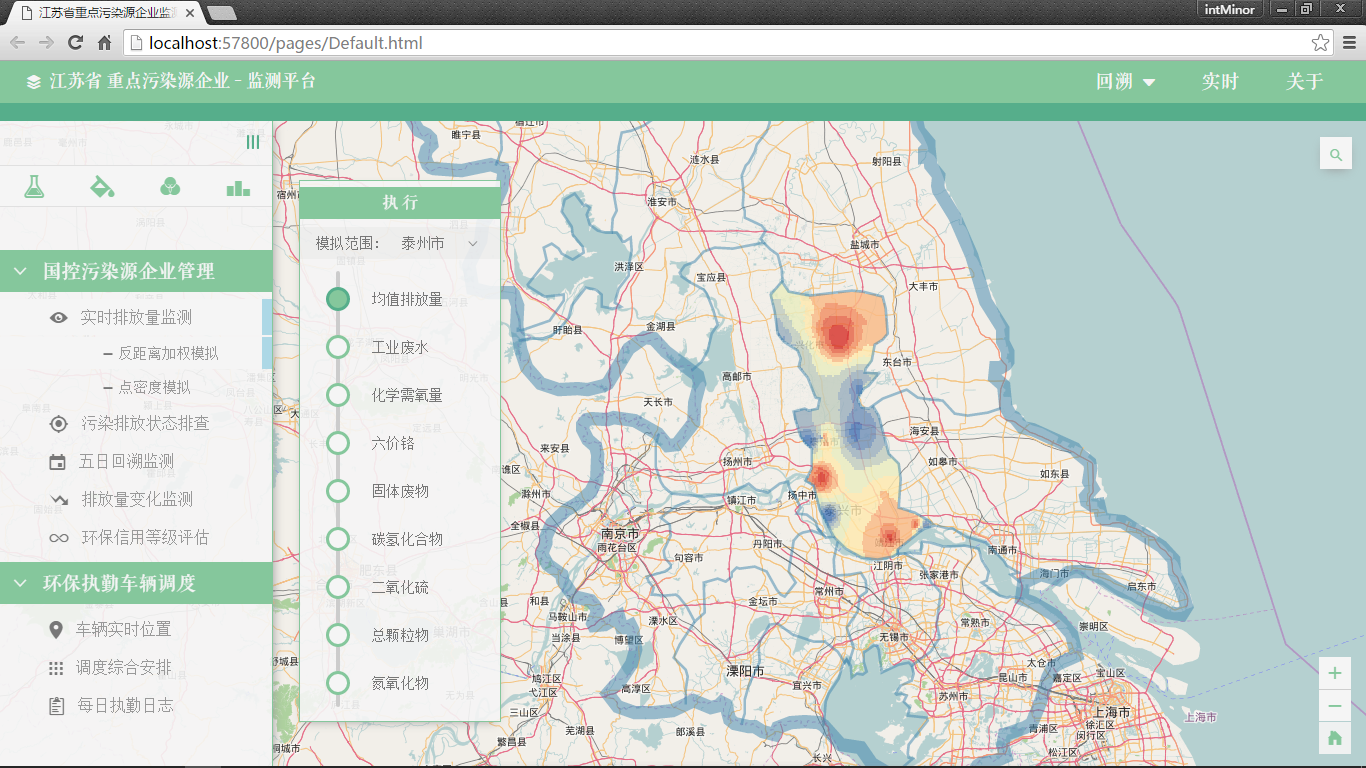 江苏省重点污染源企业监
intMinor
localhost:57800/pages/Default.html
江苏省 重点污染源企业 - 监测平台
回溯
实时
关于
国控污染源企业管理
实时排放量监测
反距离加权模拟
点密度模拟
污染排放状态排查
五日回溯监测
排放量变化监测
环保信用等级评估
环保执勤车辆调度
车辆实时位置
调度综合安排
每日执勤日志
执行
模拟范围：
泰州市
均值排放量
工业废水
化学需氧量
六价铬
固体废物
碳氢化合物
二氧化硫
总颗粒物
氮氧化物
睢宁县
涟水县
射阳县
淮安市
盐城市
洪泽区
宝应县
大丰市
盱眙县
金湖县
东台市
高邮市
天长市
海安县
来安县
扬州市
如皋市
如东县
滁州市
镇江市
扬中市
全椒县
南京市
雨花台区
句容市
丹阳市
江阴市
南通市
张家港市
海门市
启东市
和县
马鞍山市
当涂县
博望区
溧水区
金坛市
常州市
常熟市
崇明区
无锡市
太仓市
溧阳市
鸠江区
弋江区
高淳区
宜兴市
苏州市
昆山市
嘉定区
宝山区
三山区
芜湖县
繁昌县
郎溪县
上海市
上海市
徐汇区
闵行区
青浦区
松江区
长兴
桐城市
舒城县